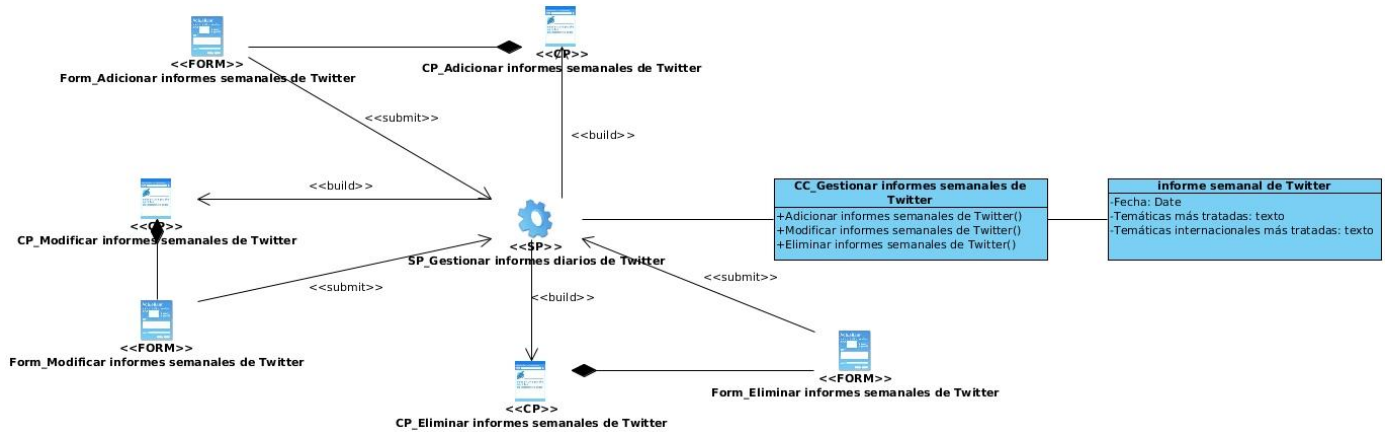 <<FORM>>
Form_Adicionar informes semanales de Twitter
<<CP>>
CP_Adicionar informes semanales de Twitter
<<submit>>
<<build>>
<<build>>
<<CP>>
CP_Modificar informes semanales de Twitter
<<SP>>
SP_Gestionar informes diarios de Twitter
CC_Gestionar informes semanales de
Twitter
+Adicionar informes semanales de Twitter()
+Modificar informes semanales de Twitter()
+Eliminar informes semanales de Twitter()
informe semanal de Twitter
-Fecha: Date
-Temáticas más tratadas: texto
-Temáticas internacionales más tratadas: texto
<<submit>>
<<build>>
<<submit>>
<<FORM>>
Form_Modificar informes semanales de Twitter
<<CP>>
CP_Eliminar informes semanales de Twitter
<<FORM>>
Form_Eliminar informes semanales de Twitter